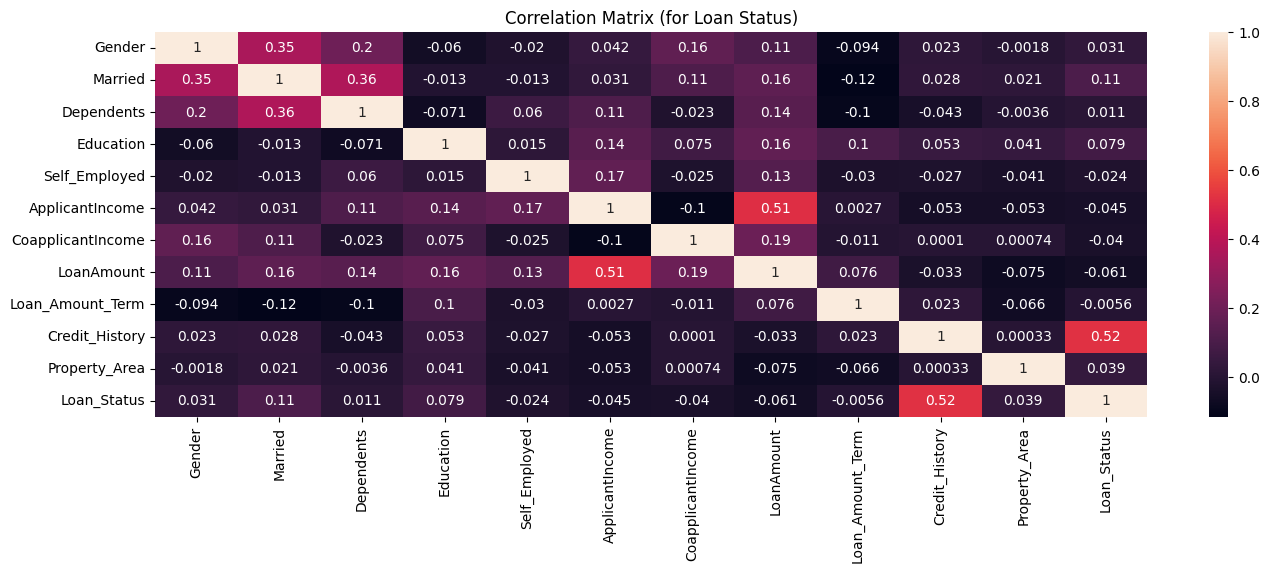 Correlation Matrix (for Loan Status)
Gender 1 0.35 0.2 -0.06 -0.02 0.042 0.16 0.11 -0.094 0.023 -0.0018 0.031
Married 0.35 1 0.36 -0.013 -0.013 0.031 0.11 0.16 -0.12 0.028 0.021 0.11
Dependents 0.2 0.36 1 -0.071 0.06 0.11 -0.023 0.14 -0.1 -0.043 -0.0036 0.011
Education -0.06 -0.013 -0.071 1 0.015 0.14 0.075 0.16 0.1 0.053 0.041 0.079
Self_Employed -0.02 -0.013 0.06 0.015 1 0.17 -0.025 0.13 -0.03 -0.027 -0.041 -0.024
ApplicantIncome 0.042 0.031 0.11 0.14 0.17 1 -0.1 0.51 0.0027 -0.053 -0.053 -0.045
CoapplicantIncome 0.16 0.11 -0.023 0.075 -0.025 -0.1 1 0.19 -0.011 0.0001 0.00074 -0.04
LoanAmount 0.11 0.16 0.14 0.16 0.13 0.51 0.19 1 0.076 -0.033 -0.075 -0.061
Loan_Amount_Term -0.094 -0.12 -0.1 0.1 -0.03 0.0027 -0.011 0.076 1 0.023 -0.066 -0.0056
Credit_History 0.023 0.028 -0.043 0.053 -0.027 -0.053 0.0001 -0.033 0.023 1 0.00033 0.52
Property_Area -0.0018 0.021 -0.0036 0.041 -0.041 -0.053 0.00074 -0.075 -0.066 0.00033 1 0.039
Loan_Status 0.031 0.11 0.011 0.079 -0.024 -0.045 -0.04 -0.061 -0.0056 0.52 0.039 1
Gender
Married
Dependents
Education
Self_Employed
ApplicantIncome
CoapplicantIncome
LoanAmount
Loan_Amount_Term
Credit_History
Property_Area
Loan_Status
1.0
0.8
0.6
0.4
0.2
0.0